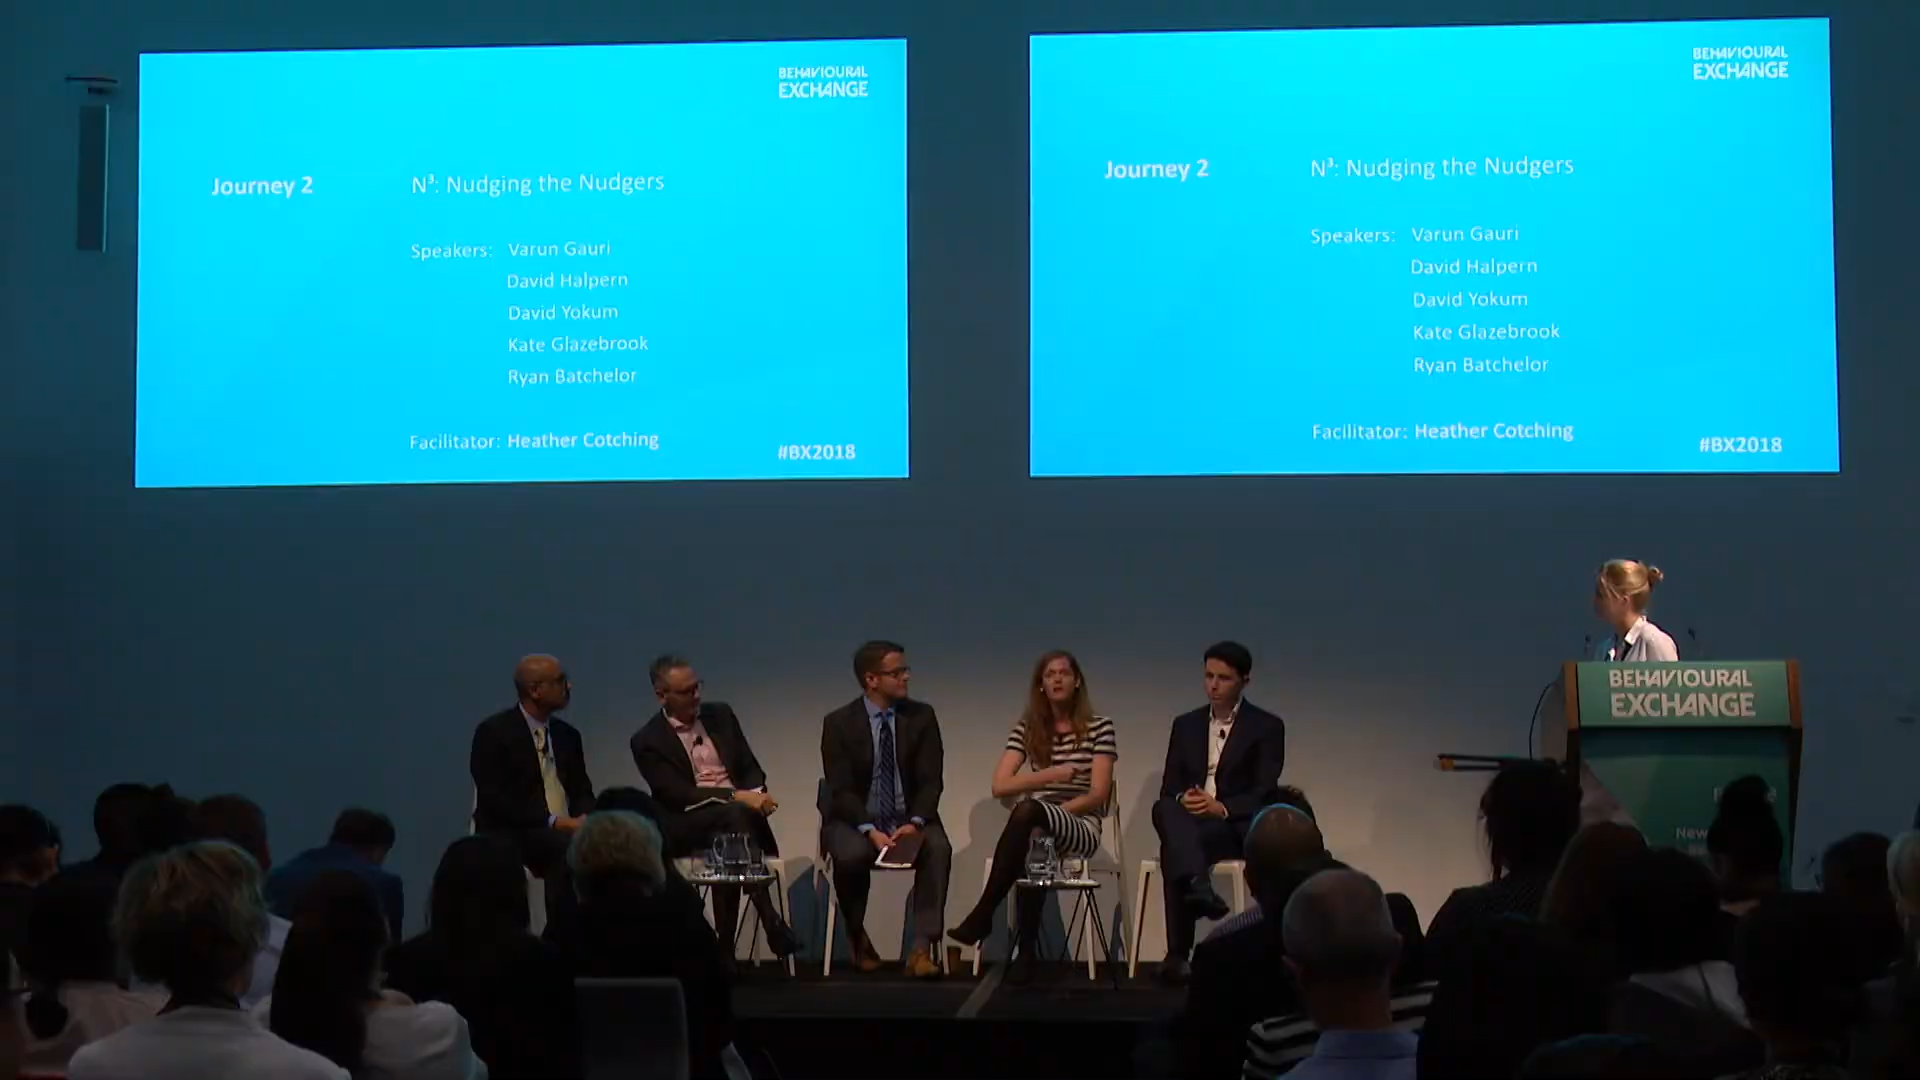 BEHAVIOURAL
EXCHANGE
Journey 2
N³: Nudging the Nudgers
Speakers: Varun Gauri
David Halpern
David Yokum
Kate Glazebrook
Ryan Batchelor
Facilitator: Heather Cotching
#BX2018
BEHAVIOURAL
EXCHANGE
Journey 2
N³: Nudging the Nudgers
Speakers: Varun Gauri
David Halpern
David Yokum
Kate Glazebrook
Ryan Batchelor
Facilitator: Heather Cotching
#BX2018
BEHAVIOURAL
EXCHANGE
New